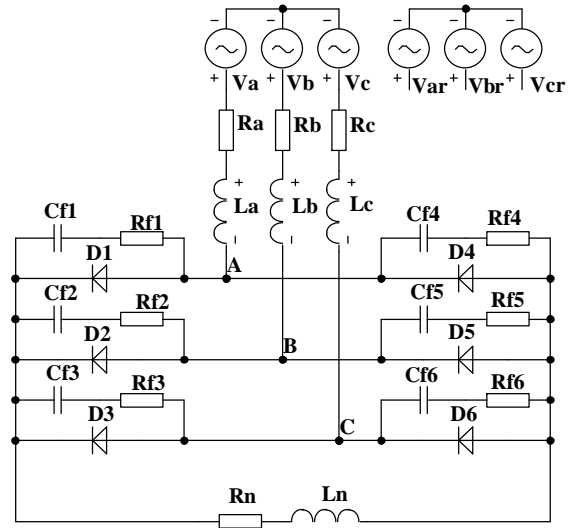 − − − − − −
+ Va + Vb + Vc + Var + Vbr + Vcr
Ra Rb Rc
+ + +
La Lb Lc
− − −
Cf1 Rf1 Cf4 Rf4
D1 A D4
Cf2 Rf2 Cf5 Rf5
D2 B D5
Cf3 Rf3 Cf6 Rf6
D3 C D6
Rn Ln